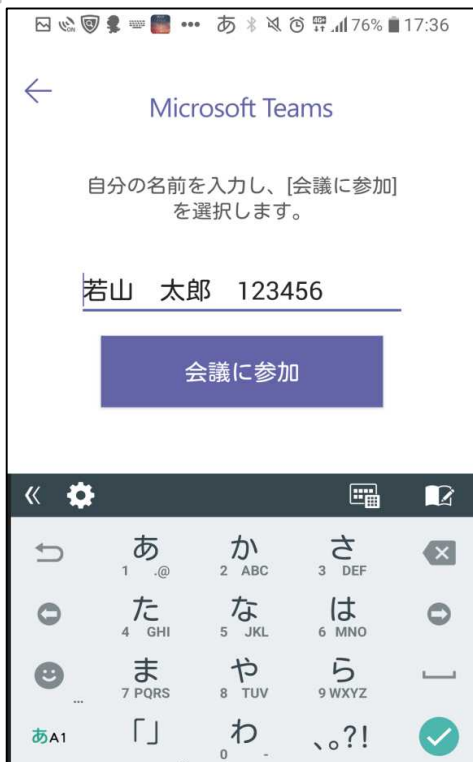 あ 4G 76% 17:36
Microsoft Teams
自分の名前を入力し、[会議に参加]
を選択します。
若山　太郎　123456
会議に参加
あ か さ
1 .@ 2 ABC 3 DEF
た な は
4 GHI 5 JKL 6 MNO
ま や ら
... 7 PQRS 8 TUV 9 WXYZ
あA1 「」 わ 、。?!
0 -